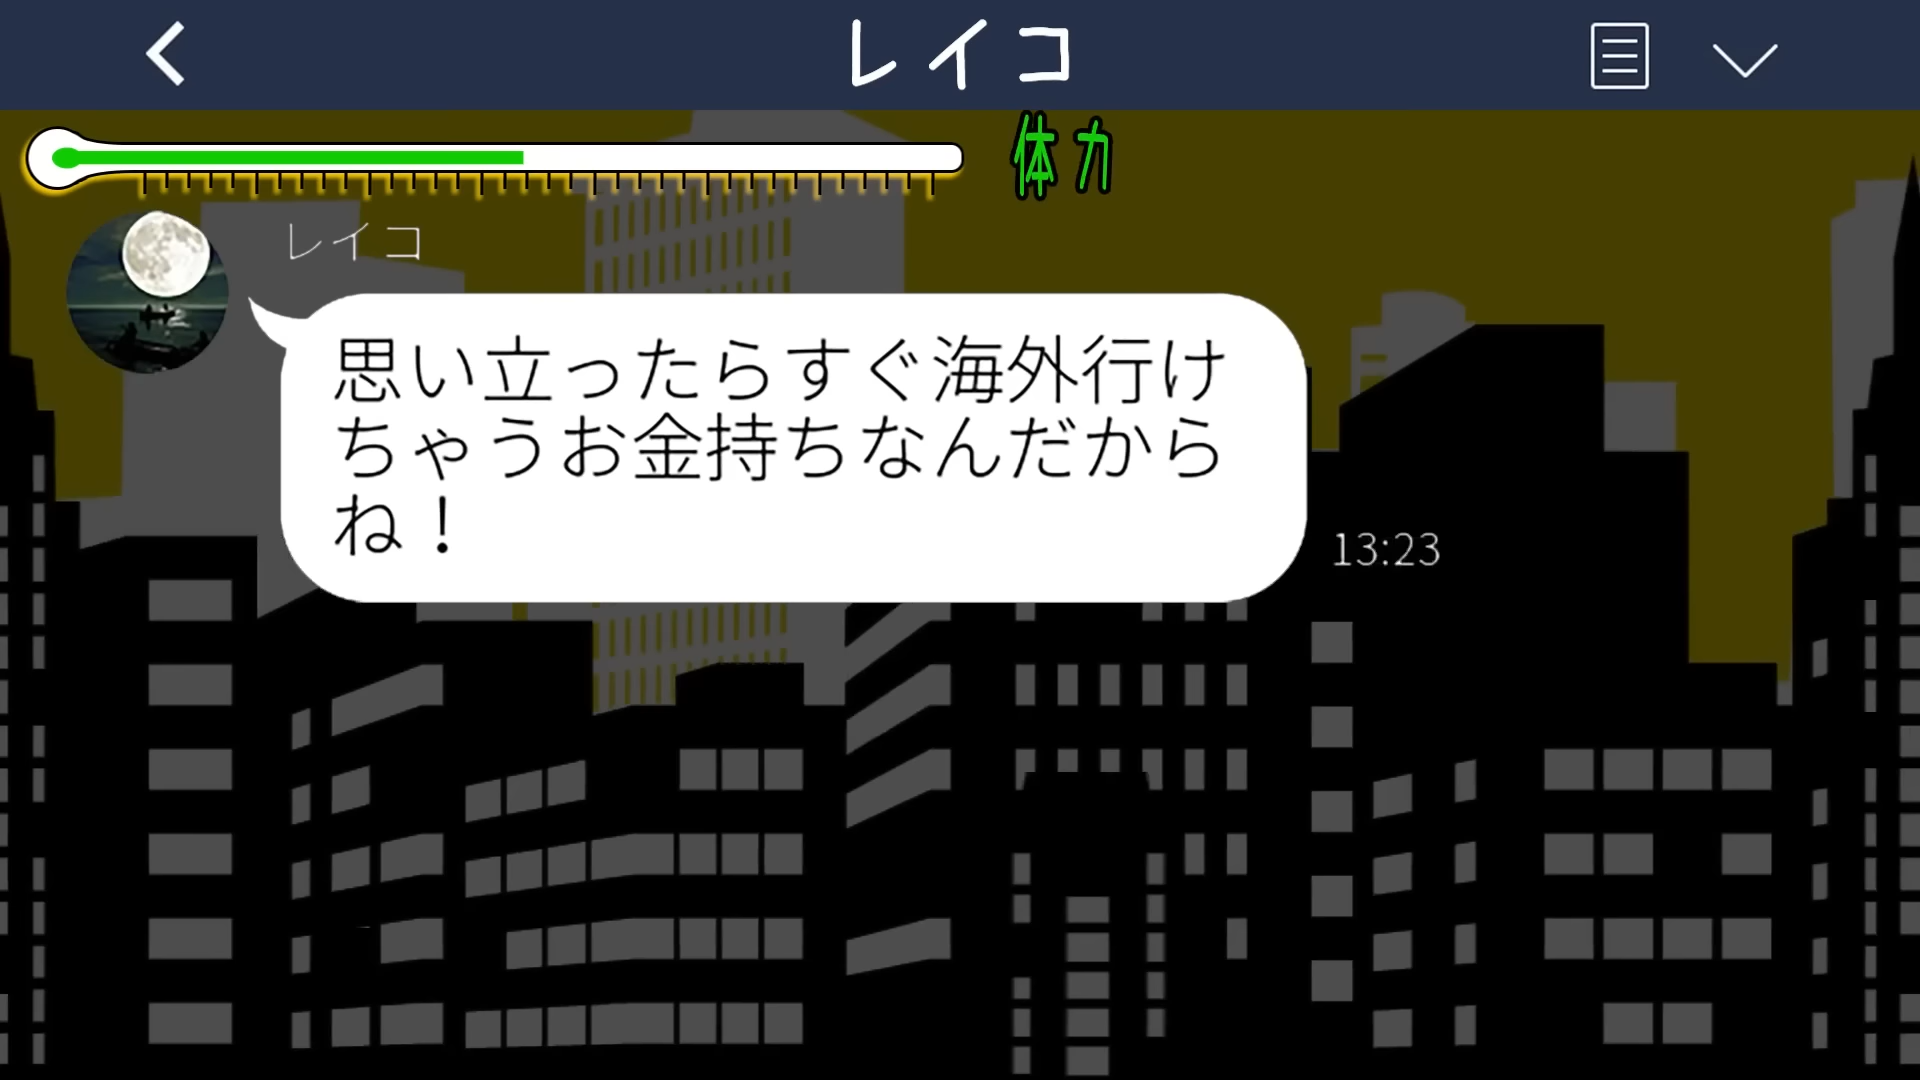 レイコ
体力
レイコ
思い立ったらすぐ海外行け
ちゃうお金持ちなんだから
ね！
13:23